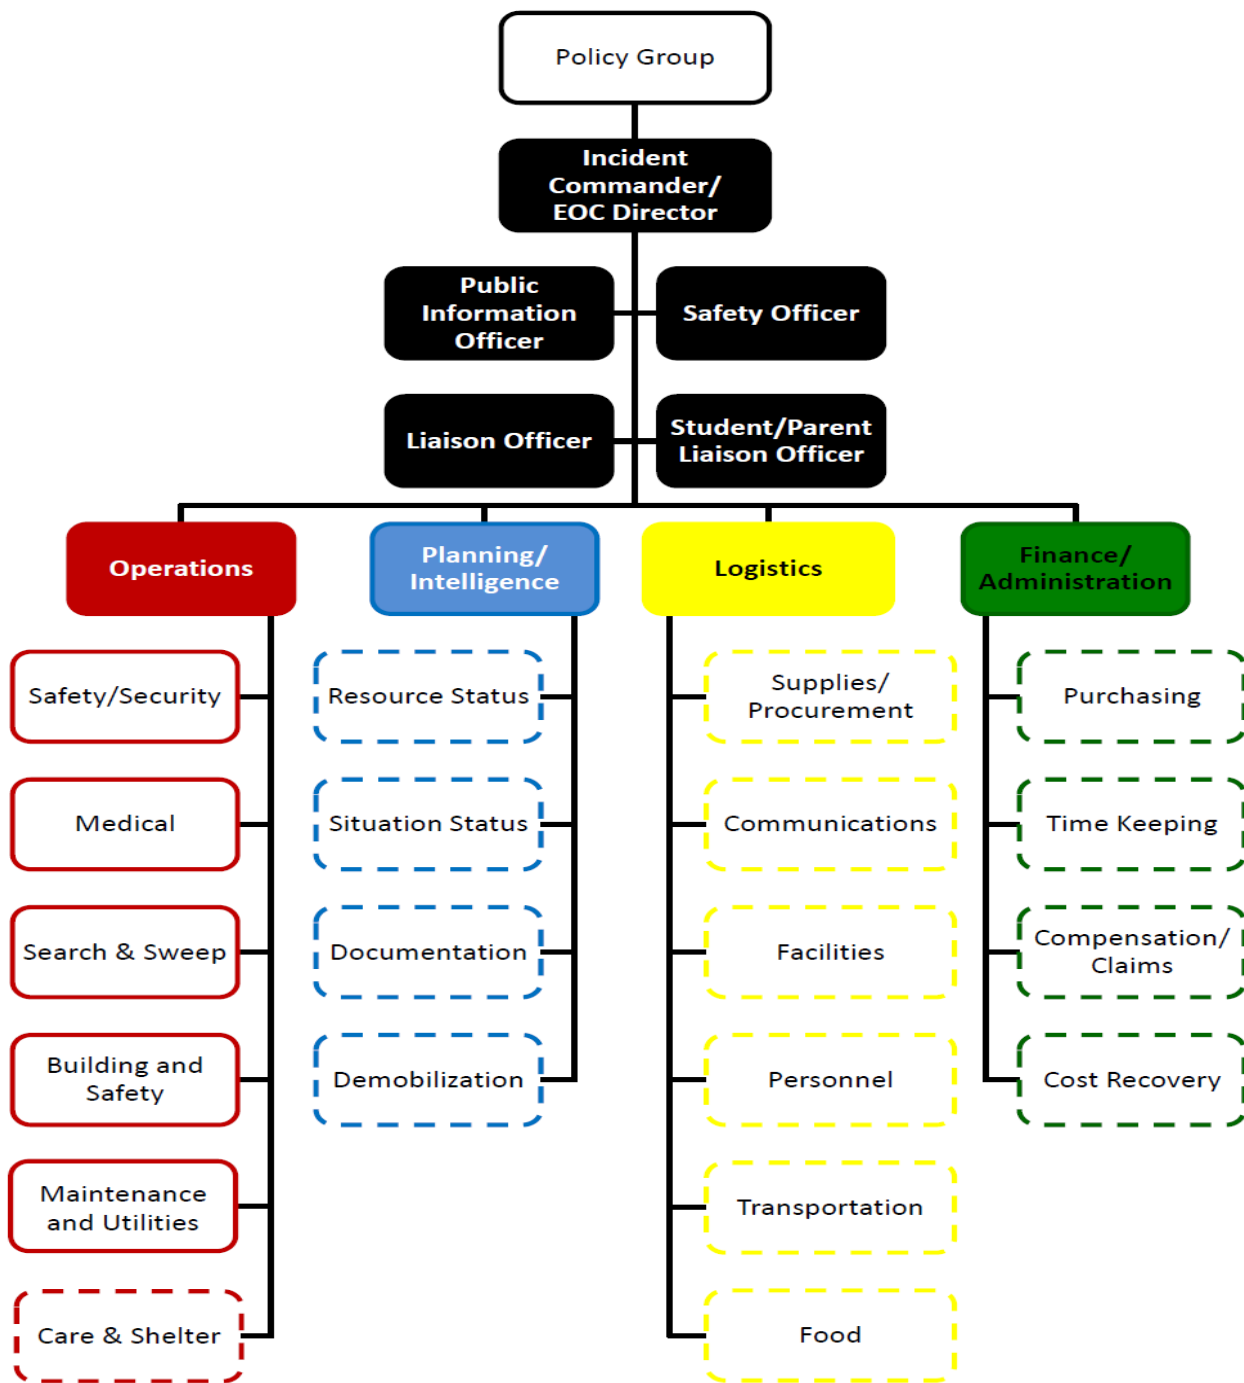 Policy Group
Incident
Commander/
EOC Director
Public
Information
Officer
Safety Officer
Liaison Officer
Student/Parent
Liaison Officer
Operations
Planning/
Intelligence
Logistics
Finance/
Administration
Safety/Security
Medical
Search & Sweep
Building and
Safety
Maintenance
and Utilities
Care & Shelter
Resource Status
Situation Status
Documentation
Demobilization
Supplies/
Procurement
Communications
Facilities
Personnel
Transportation
Food
Purchasing
Time Keeping
Compensation/
Claims
Cost Recovery